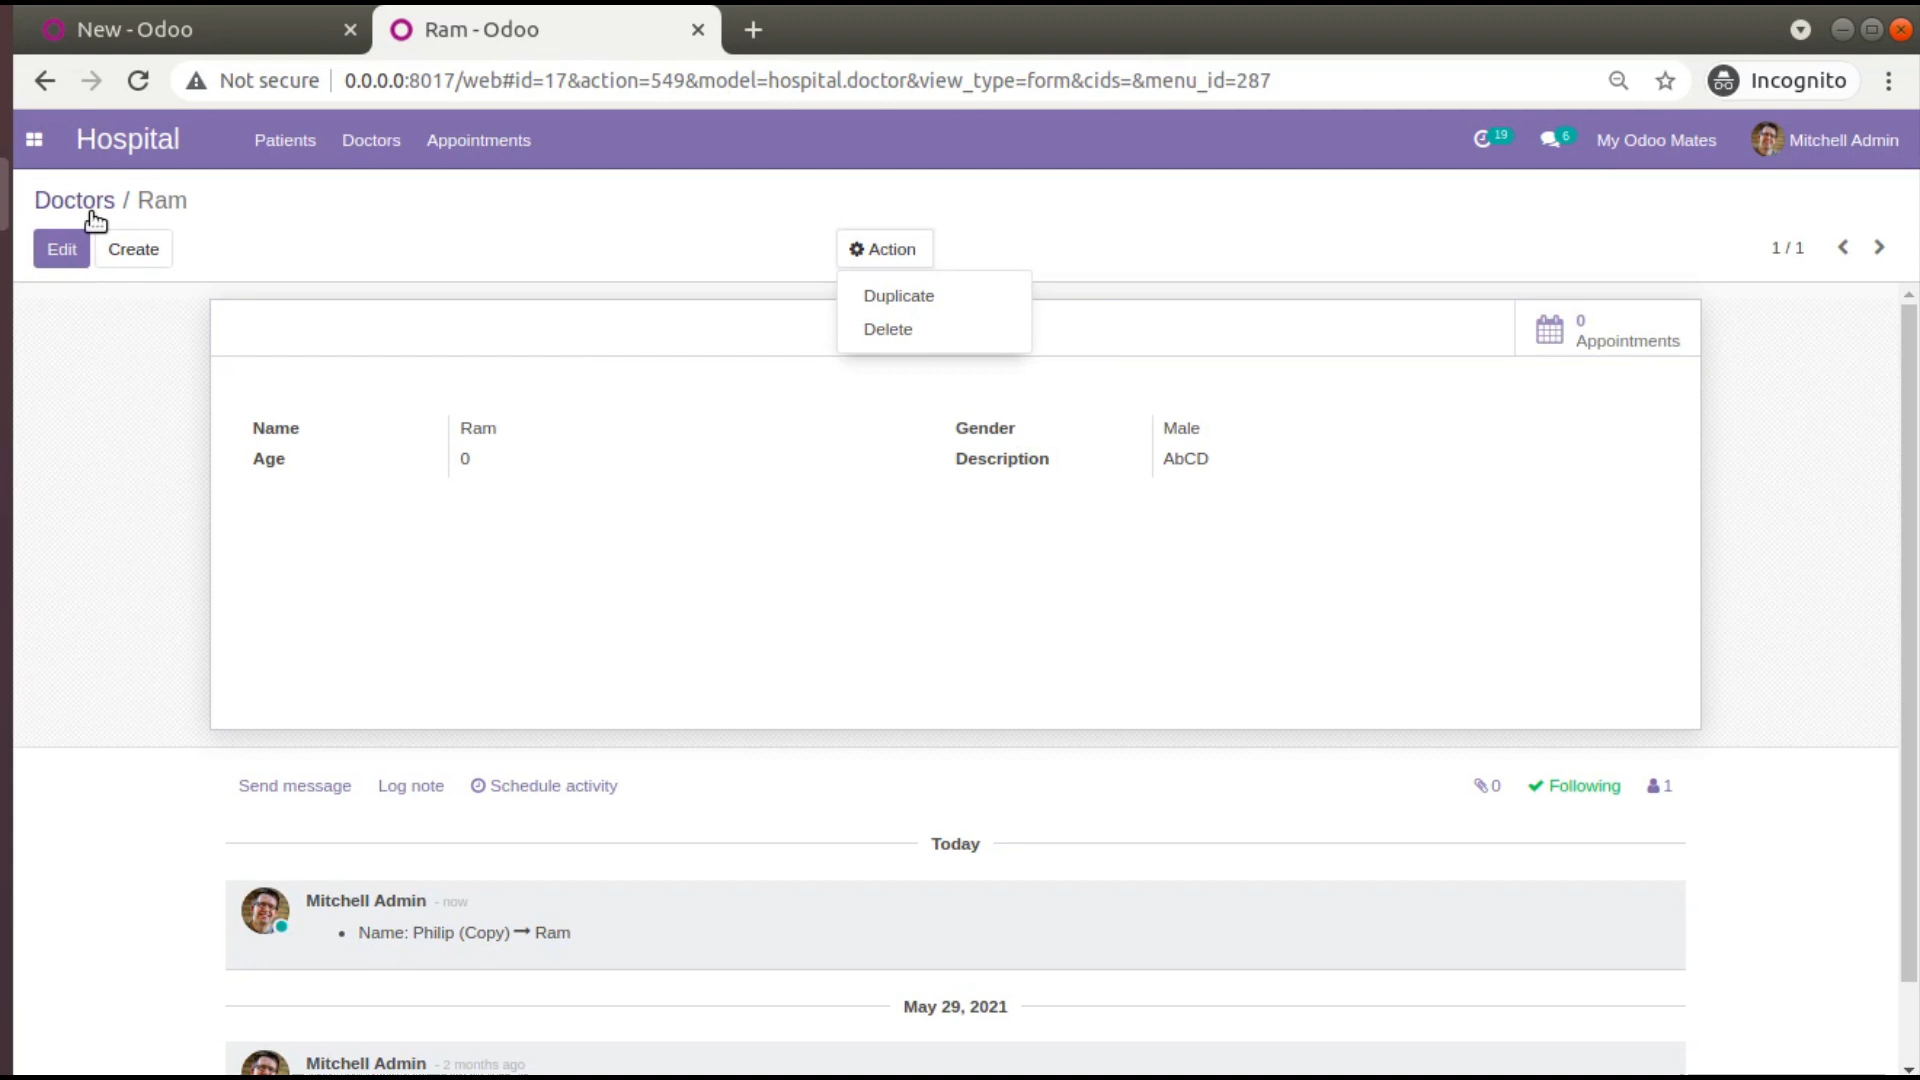 New - Odoo
Ram - Odoo
Not secure
0.0.0.0:8017/web#id=17&action=549&model=hospital.doctor&view_type=form&cids=&menu_id=287
Incognito
Hospital
Patients
Doctors
Appointments
19
6
My Odoo Mates
Mitchell Admin
Doctors / Ram
Edit
Create
Action
1 / 1
Duplicate
Delete
0
Appointments
Name
Ram
Gender
Male
Age
0
Description
AbCD
Send message
Log note
Schedule activity
0
Following
1
Today
Mitchell Admin - now
• Name: Philip (Copy) → Ram
May 29, 2021
Mitchell Admin - 2 months ago